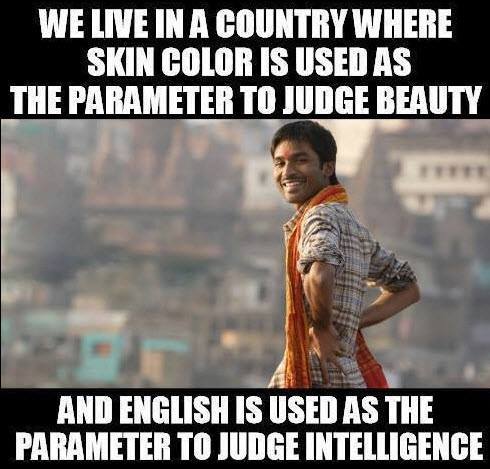 WE LIVE IN A COUNTRY WHERE
SKIN COLOR IS USED AS
THE PARAMETER TO JUDGE BEAUTY
AND ENGLISH IS USED AS THE
PARAMETER TO JUDGE INTELLIGENCE